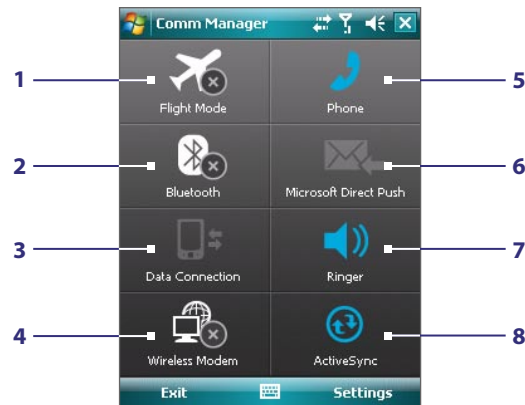 Comm Manager
1
Flight Mode
Phone
5
2
Bluetooth
Microsoft Direct Push
6
3
Data Connection
Ringer
7
4
Wireless Modem
ActiveSync
8
Exit
Settings